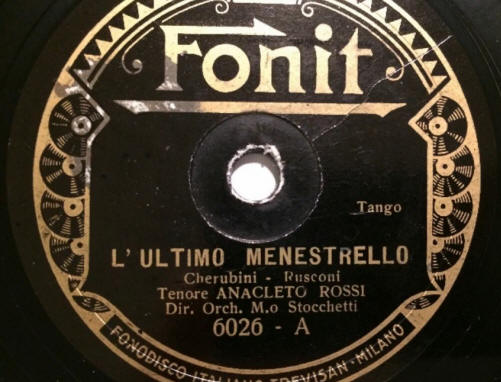 Fonit
Tango
L'ULTIMO MENESTRELLO
Cherubini - Rusconi
Tenore ANACLETO ROSSI
Dir. Orch. M.o Stocchetti
6026 - A
FONODISCO ITALIANO TREVISAN - MILANO